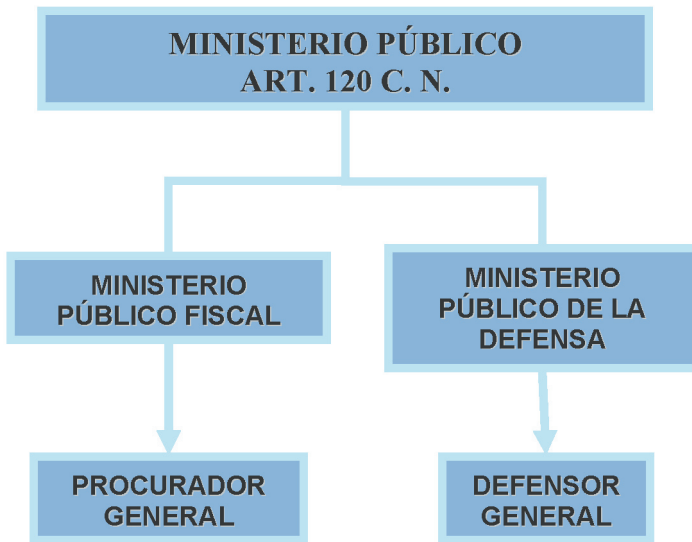 MINISTERIO PÚBLICO
ART. 120 C. N.
MINISTERIO
PÚBLICO FISCAL
MINISTERIO
PÚBLICO DE LA
DEFENSA
PROCURADOR
GENERAL
DEFENSOR
GENERAL